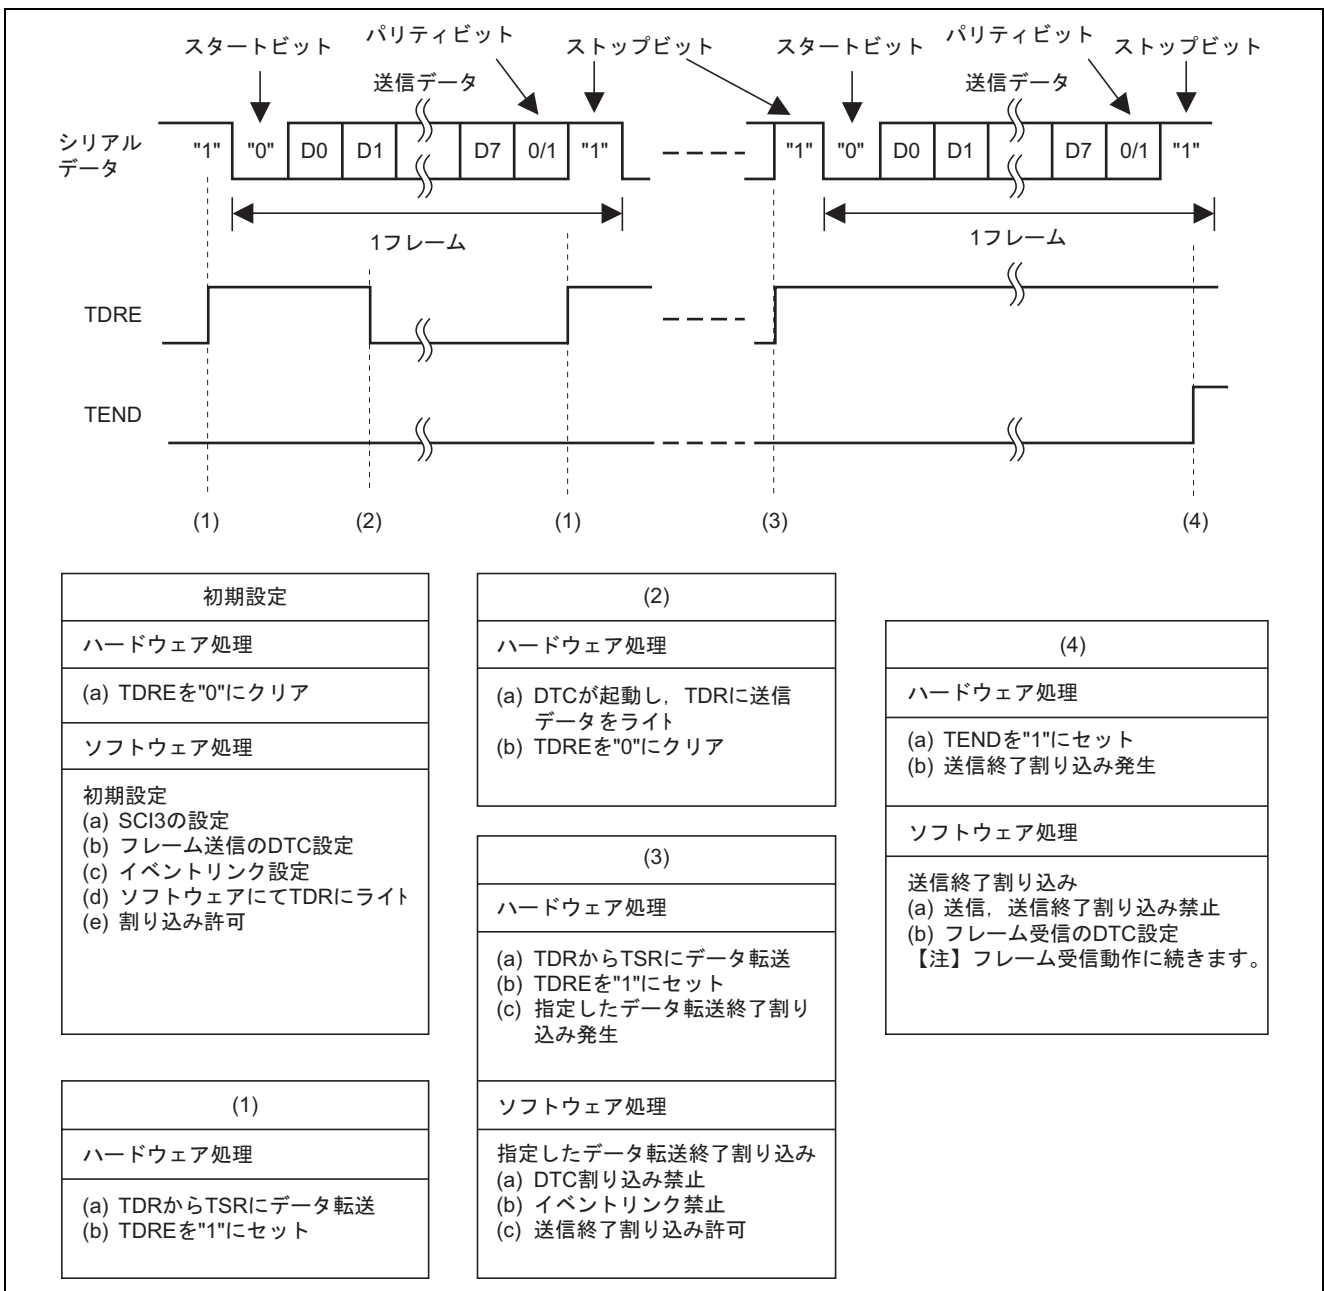 スタートビット
パリティビット
ストップビット
スタートビット
パリティビット
ストップビット
送信データ
送信データ
シリアル
データ
"1" "0" D0 D1 D7 0/1 "1"
"1" "0" D0 D1 D7 0/1 "1"
1フレーム
1フレーム
TDRE
TEND
(1) (2) (1) (3) (4)
初期設定
ハードウェア処理
(a) TDREを"0"にクリア
ソフトウェア処理
初期設定
(a) SCI3の設定
(b) フレーム送信のDTC設定
(c) イベントリンク設定
(d) ソフトウェアにてTDRにライト
(e) 割り込み許可
(1)
ハードウェア処理
(a) TDRからTSRにデータ転送
(b) TDREを"1"にセット
(2)
ハードウェア処理
(a) DTCが起動し，TDRに送信
データをライト
(b) TDREを"0"にクリア
(3)
ハードウェア処理
(a) TDRからTSRにデータ転送
(b) TDREを"1"にセット
(c) 指定したデータ転送終了割り
込み発生
ソフトウェア処理
指定したデータ転送終了割り込み
(a) DTC割り込み禁止
(b) イベントリンク禁止
(c) 送信終了割り込み許可
(4)
ハードウェア処理
(a) TENDを"1"にセット
(b) 送信終了割り込み発生
ソフトウェア処理
送信終了割り込み
(a) 送信，送信終了割り込み禁止
(b) フレーム受信のDTC設定
【注】フレーム受信動作に続きます。